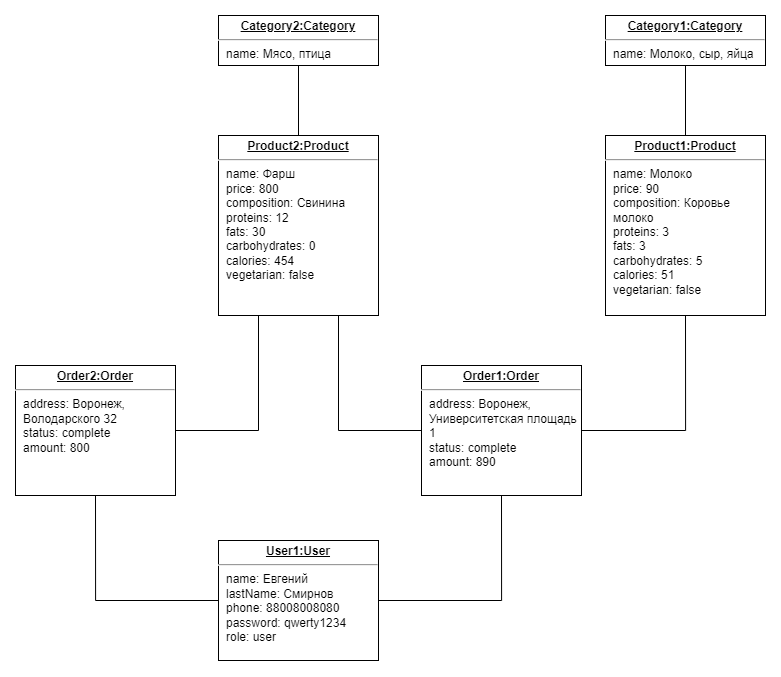 Category2:Category
name: Мясо, птица
Category1:Category
name: Молоко, сыр, яйца
Product2:Product
name: Фарш
price: 800
composition: Свинина
proteins: 12
fats: 30
carbohydrates: 0
calories: 454
vegetarian: false
Product1:Product
name: Молоко
price: 90
composition: Коровье
молоко
proteins: 3
fats: 3
carbohydrates: 5
calories: 51
vegetarian: false
Order2:Order
address: Воронеж,
Володарского 32
status: complete
amount: 800
Order1:Order
address: Воронеж,
Университетская площадь
1
status: complete
amount: 890
User1:User
name: Евгений
lastName: Смирнов
phone: 88008008080
password: qwerty1234
role: user